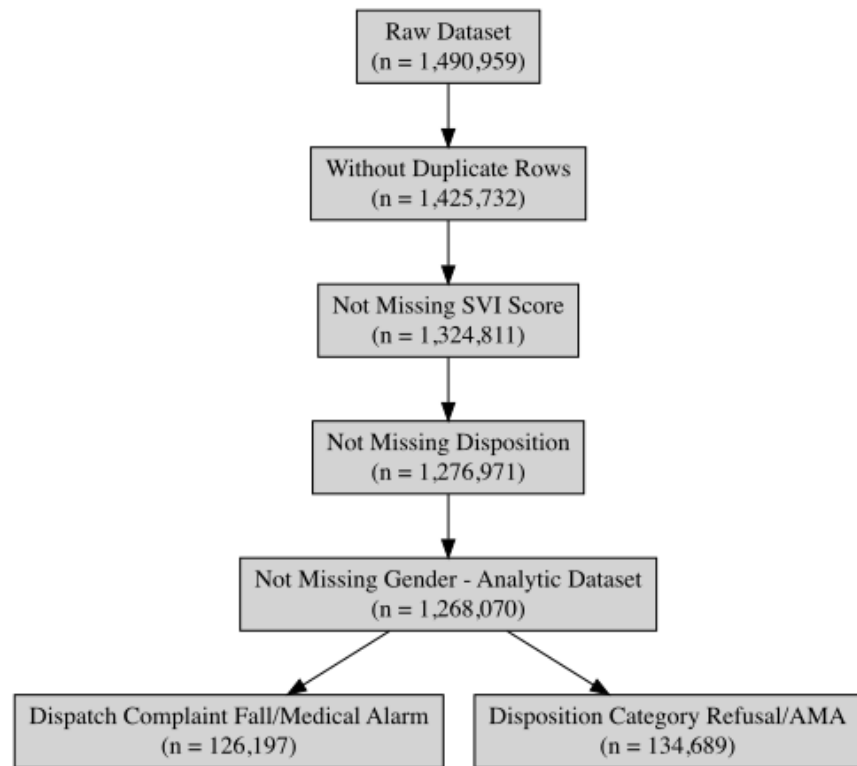 Raw Dataset
(n = 1,490,959)
Without Duplicate Rows
(n = 1,425,732)
Not Missing SVI Score
(n = 1,324,811)
Not Missing Disposition
(n = 1,276,971)
Not Missing Gender - Analytic Dataset
(n = 1,268,070)
Dispatch Complaint Fall/Medical Alarm
(n = 126,197)
Disposition Category Refusal/AMA
(n = 134,689)